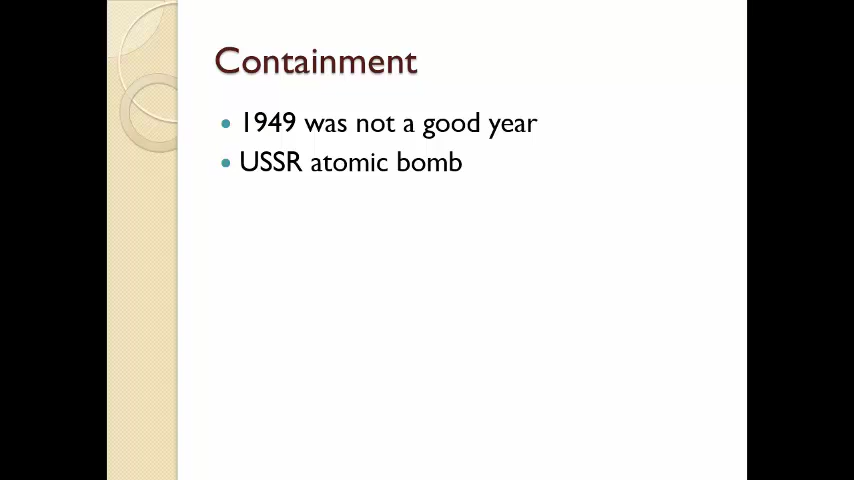 Containment
• 1949 was not a good year
• USSR atomic bomb